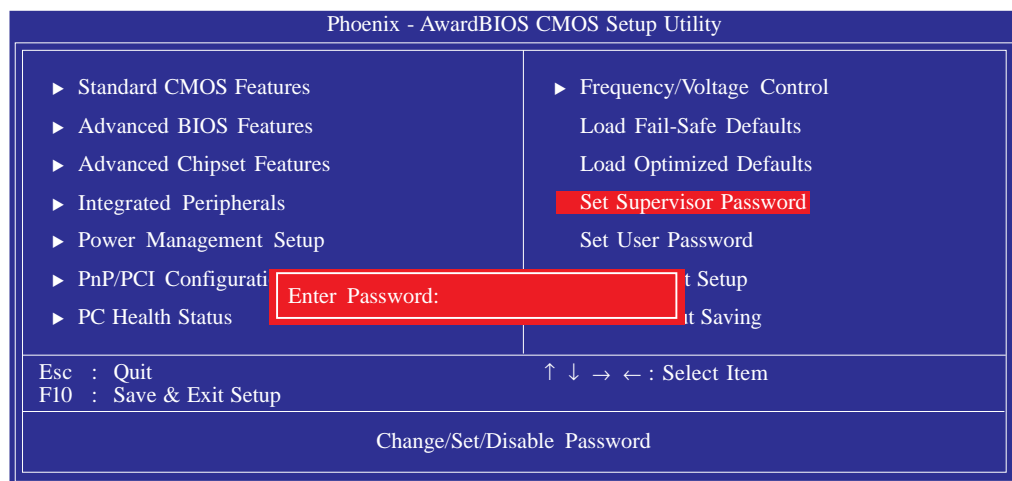 Phoenix - AwardBIOS CMOS Setup Utility
▶ Standard CMOS Features
▶ Advanced BIOS Features
▶ Advanced Chipset Features
▶ Integrated Peripherals
▶ Power Management Setup
▶ PnP/PCI Configurati
▶ PC Health Status
▶ Frequency/Voltage Control
Load Fail-Safe Defaults
Load Optimized Defaults
Set Supervisor Password
Set User Password
t Setup
ut Saving
Enter Password:
Esc : Quit
F10 : Save & Exit Setup
↑ ↓ → ← : Select Item
Change/Set/Disable Password